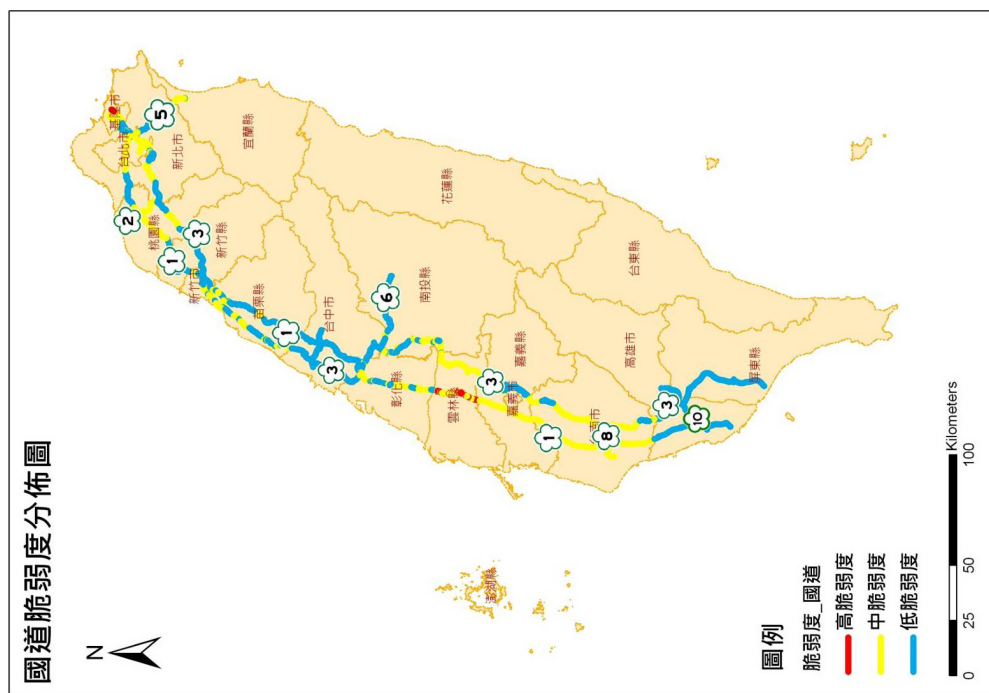 國道脆弱度分佈圖
N
基隆市
台北市
5
新北市
宜蘭縣
2
桃園縣
3
1
新竹市
新竹縣
苗栗縣
1
台中市
3
6
南投縣
花蓮縣
彰化縣
雲林縣
3
嘉義縣
嘉義市
1
8
台南市
高雄市
台東縣
3
10
屏東縣
澎湖縣
圖例
脆弱度_國道
高脆弱度
中脆弱度
低脆弱度
0 25 50 100
Kilometers